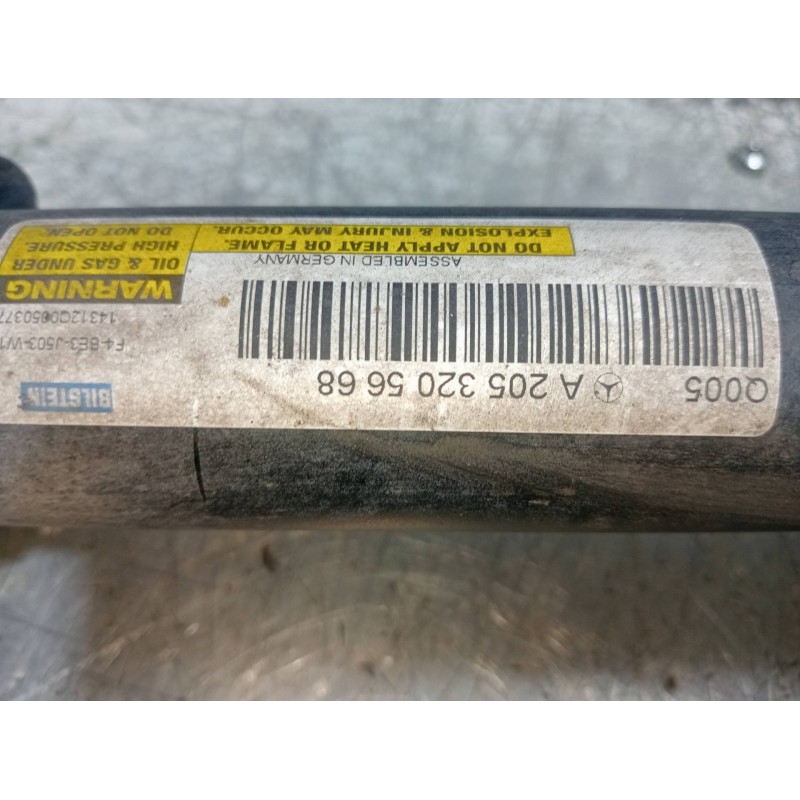 Q005 A 205 320 56 68
BILSTEIN
F4-BE3-J503-W1
14312Q0050377
ASSEMBLED IN GERMANY
DO NOT APPLY HEAT OR FLAME.
EXPLOSION & INJURY MAY OCCUR.
WARNING
OIL & GAS UNDER
HIGH PRESSURE.
DO NOT OPEN.